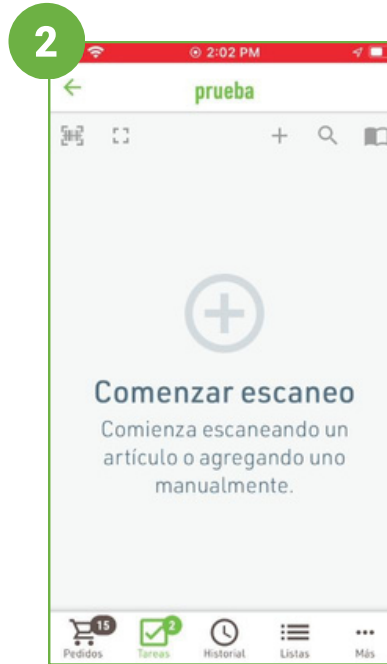 2
2:02 PM
prueba
Comenzar escaneo
Comienza escaneando un
artículo o agregando uno
manualmente.
15
2
Pedidos
Tareas
Historial
Listas
Más